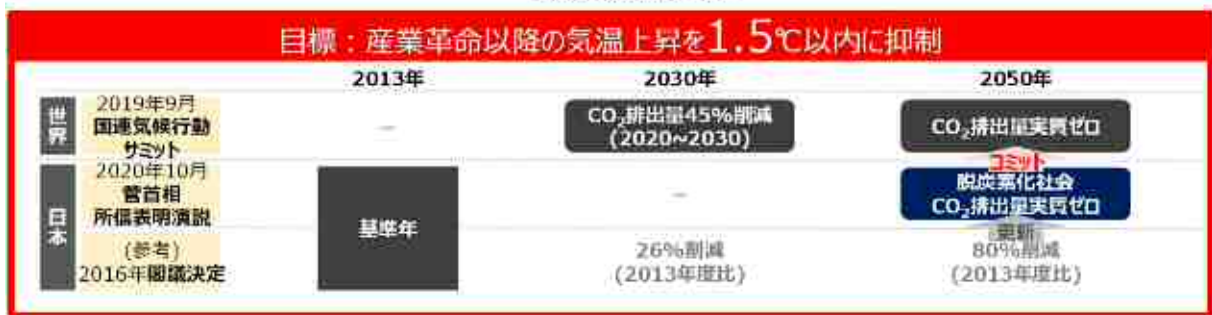 目標：産業革命以降の気温上昇を1.5℃以内に抑制
2013年
2030年
2050年
世界
2019年9月
国連気候行動
サミット
－
CO₂排出量45%削減
(2020~2030)
CO₂排出量実質ゼロ
コミット
日本
2020年10月
菅首相
所信表明演説
基準年
－
脱炭素化社会
CO₂排出量実質ゼロ
更新
(参考)
2016年閣議決定
26%削減
(2013年度比)
80%削減
(2013年度比)